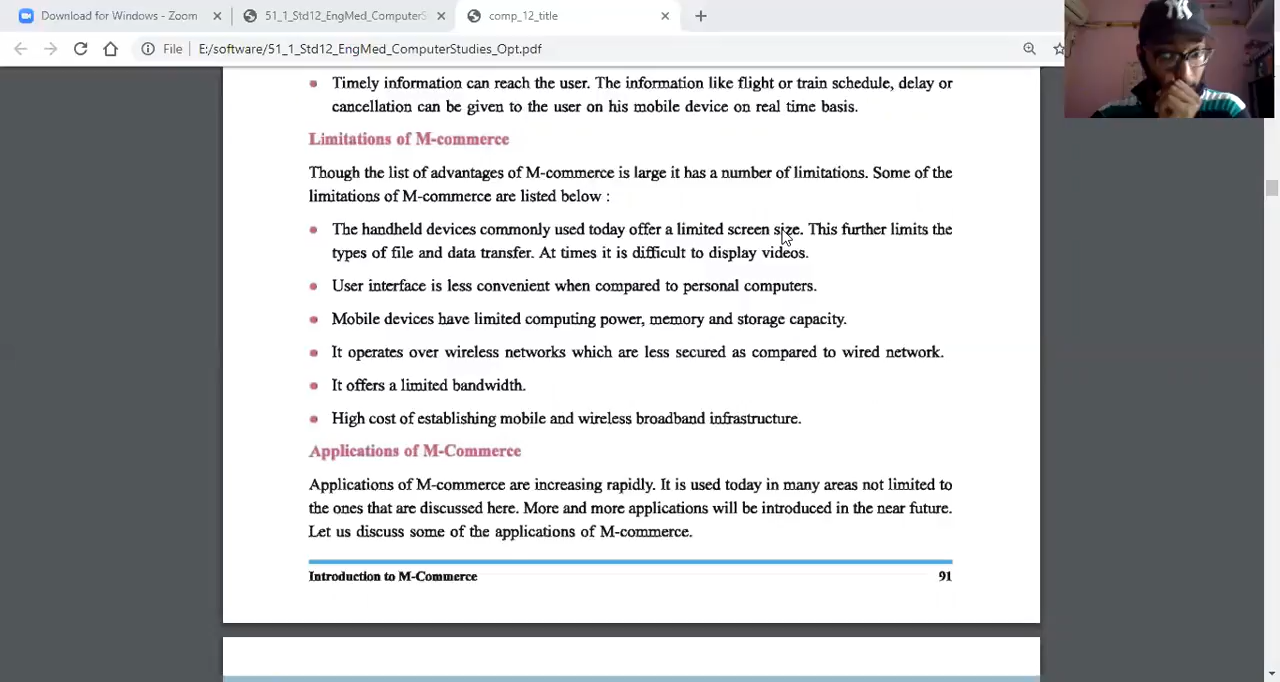 Download for Windows - Zoom
51_1_Std12_EngMed_ComputerS
comp_12_title
File
E:/software/51_1_Std12_EngMed_ComputerStudies_Opt.pdf
Timely information can reach the user. The information like flight or train schedule, delay or
cancellation can be given to the user on his mobile device on real time basis.
Limitations of M-commerce
Though the list of advantages of M-commerce is large it has a number of limitations. Some of the
limitations of M-commerce are listed below :
The handheld devices commonly used today offer a limited screen size. This further limits the
types of file and data transfer. At times it is difficult to display videos.
User interface is less convenient when compared to personal computers.
Mobile devices have limited computing power, memory and storage capacity.
It operates over wireless networks which are less secured as compared to wired network.
It offers a limited bandwidth.
High cost of establishing mobile and wireless broadband infrastructure.
Applications of M-Commerce
Applications of M-commerce are increasing rapidly. It is used today in many areas not limited to
the ones that are discussed here. More and more applications will be introduced in the near future.
Let us discuss some of the applications of M-commerce.
Introduction to M-Commerce 91